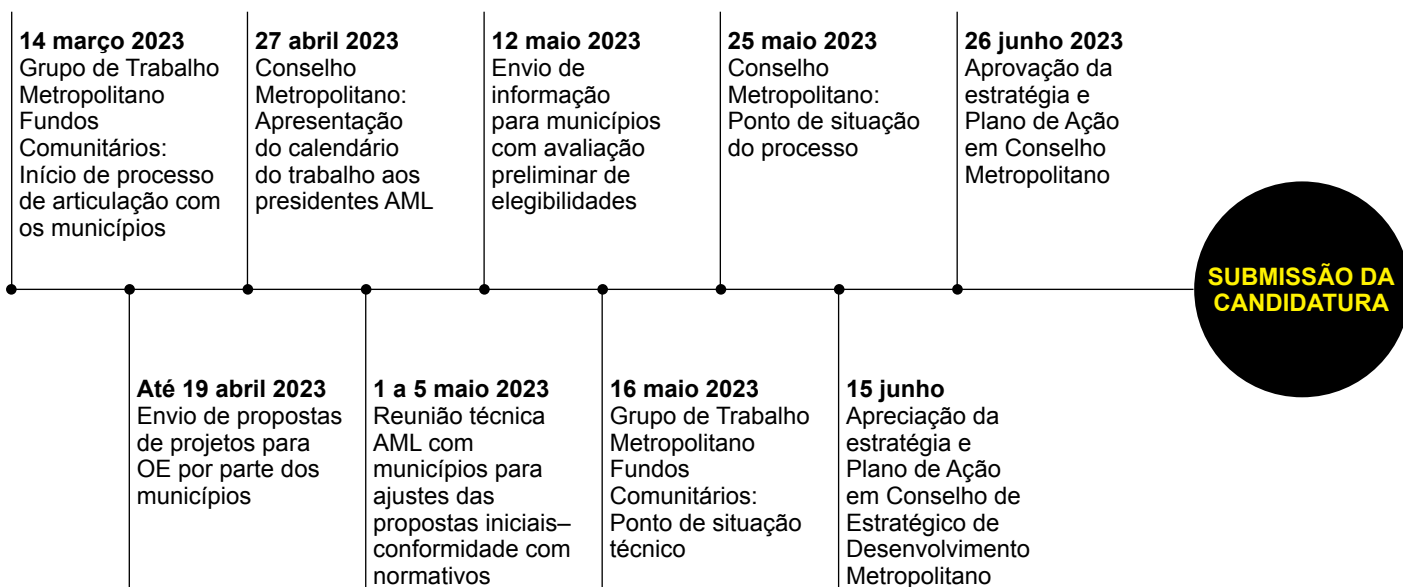 14 março 2023
Grupo de Trabalho
Metropolitano
Fundos
Comunitários:
Início de processo
de articulação com
os municípios
27 abril 2023
Conselho
Metropolitano:
Apresentação
do calendário
do trabalho aos
presidentes AML
12 maio 2023
Envio de
informação
para municípios
com avaliação
preliminar de
elegibilidades
25 maio 2023
Conselho
Metropolitano:
Ponto de situação
do processo
26 junho 2023
Aprovação da
estratégia e
Plano de Ação
em Conselho
Metropolitano
SUBMISSÃO DA
CANDIDATURA
Até 19 abril 2023
Envio de propostas
de projetos para
OE por parte dos
municípios
1 a 5 maio 2023
Reunião técnica
AML com
municípios para
ajustes das
propostas iniciais–
conformidade com
normativos
16 maio 2023
Grupo de Trabalho
Metropolitano
Fundos
Comunitários:
Ponto de situação
técnico
15 junho
Apreciação da
estratégia e
Plano de Ação
em Conselho de
Estratégico de
Desenvolvimento
Metropolitano